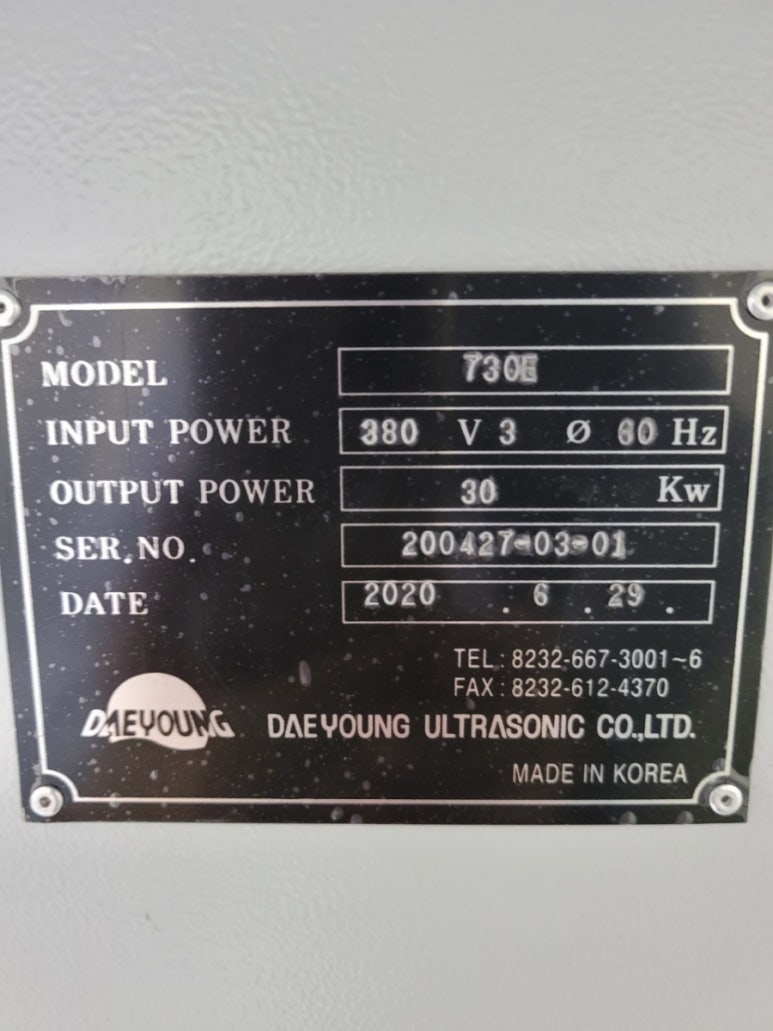 MODEL 730E
INPUT POWER 380 V 3 Ø 60 Hz
OUTPUT POWER 30 Kw
SER.NO. 200427-03-01
DATE 2020 . 6 . 29 .
TEL : 8232-667-3001~6
FAX : 8232-612-4370
DAEYOUNG DAEYOUNG ULTRASONIC CO.,LTD.
MADE IN KOREA